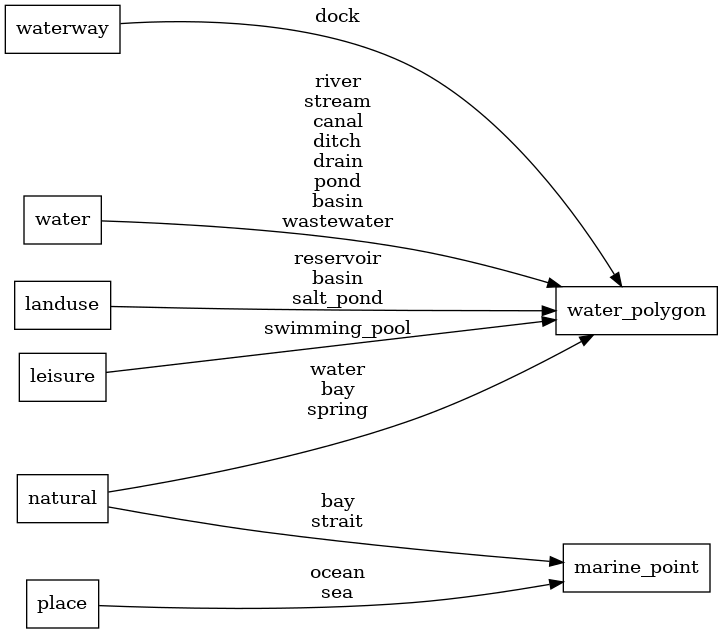 waterway
dock
river
stream
canal
ditch
drain
pond
basin
wastewater
water
reservoir
basin
salt_pond
landuse
water_polygon
swimming_pool
leisure
water
bay
spring
natural
bay
strait
marine_point
ocean
sea
place